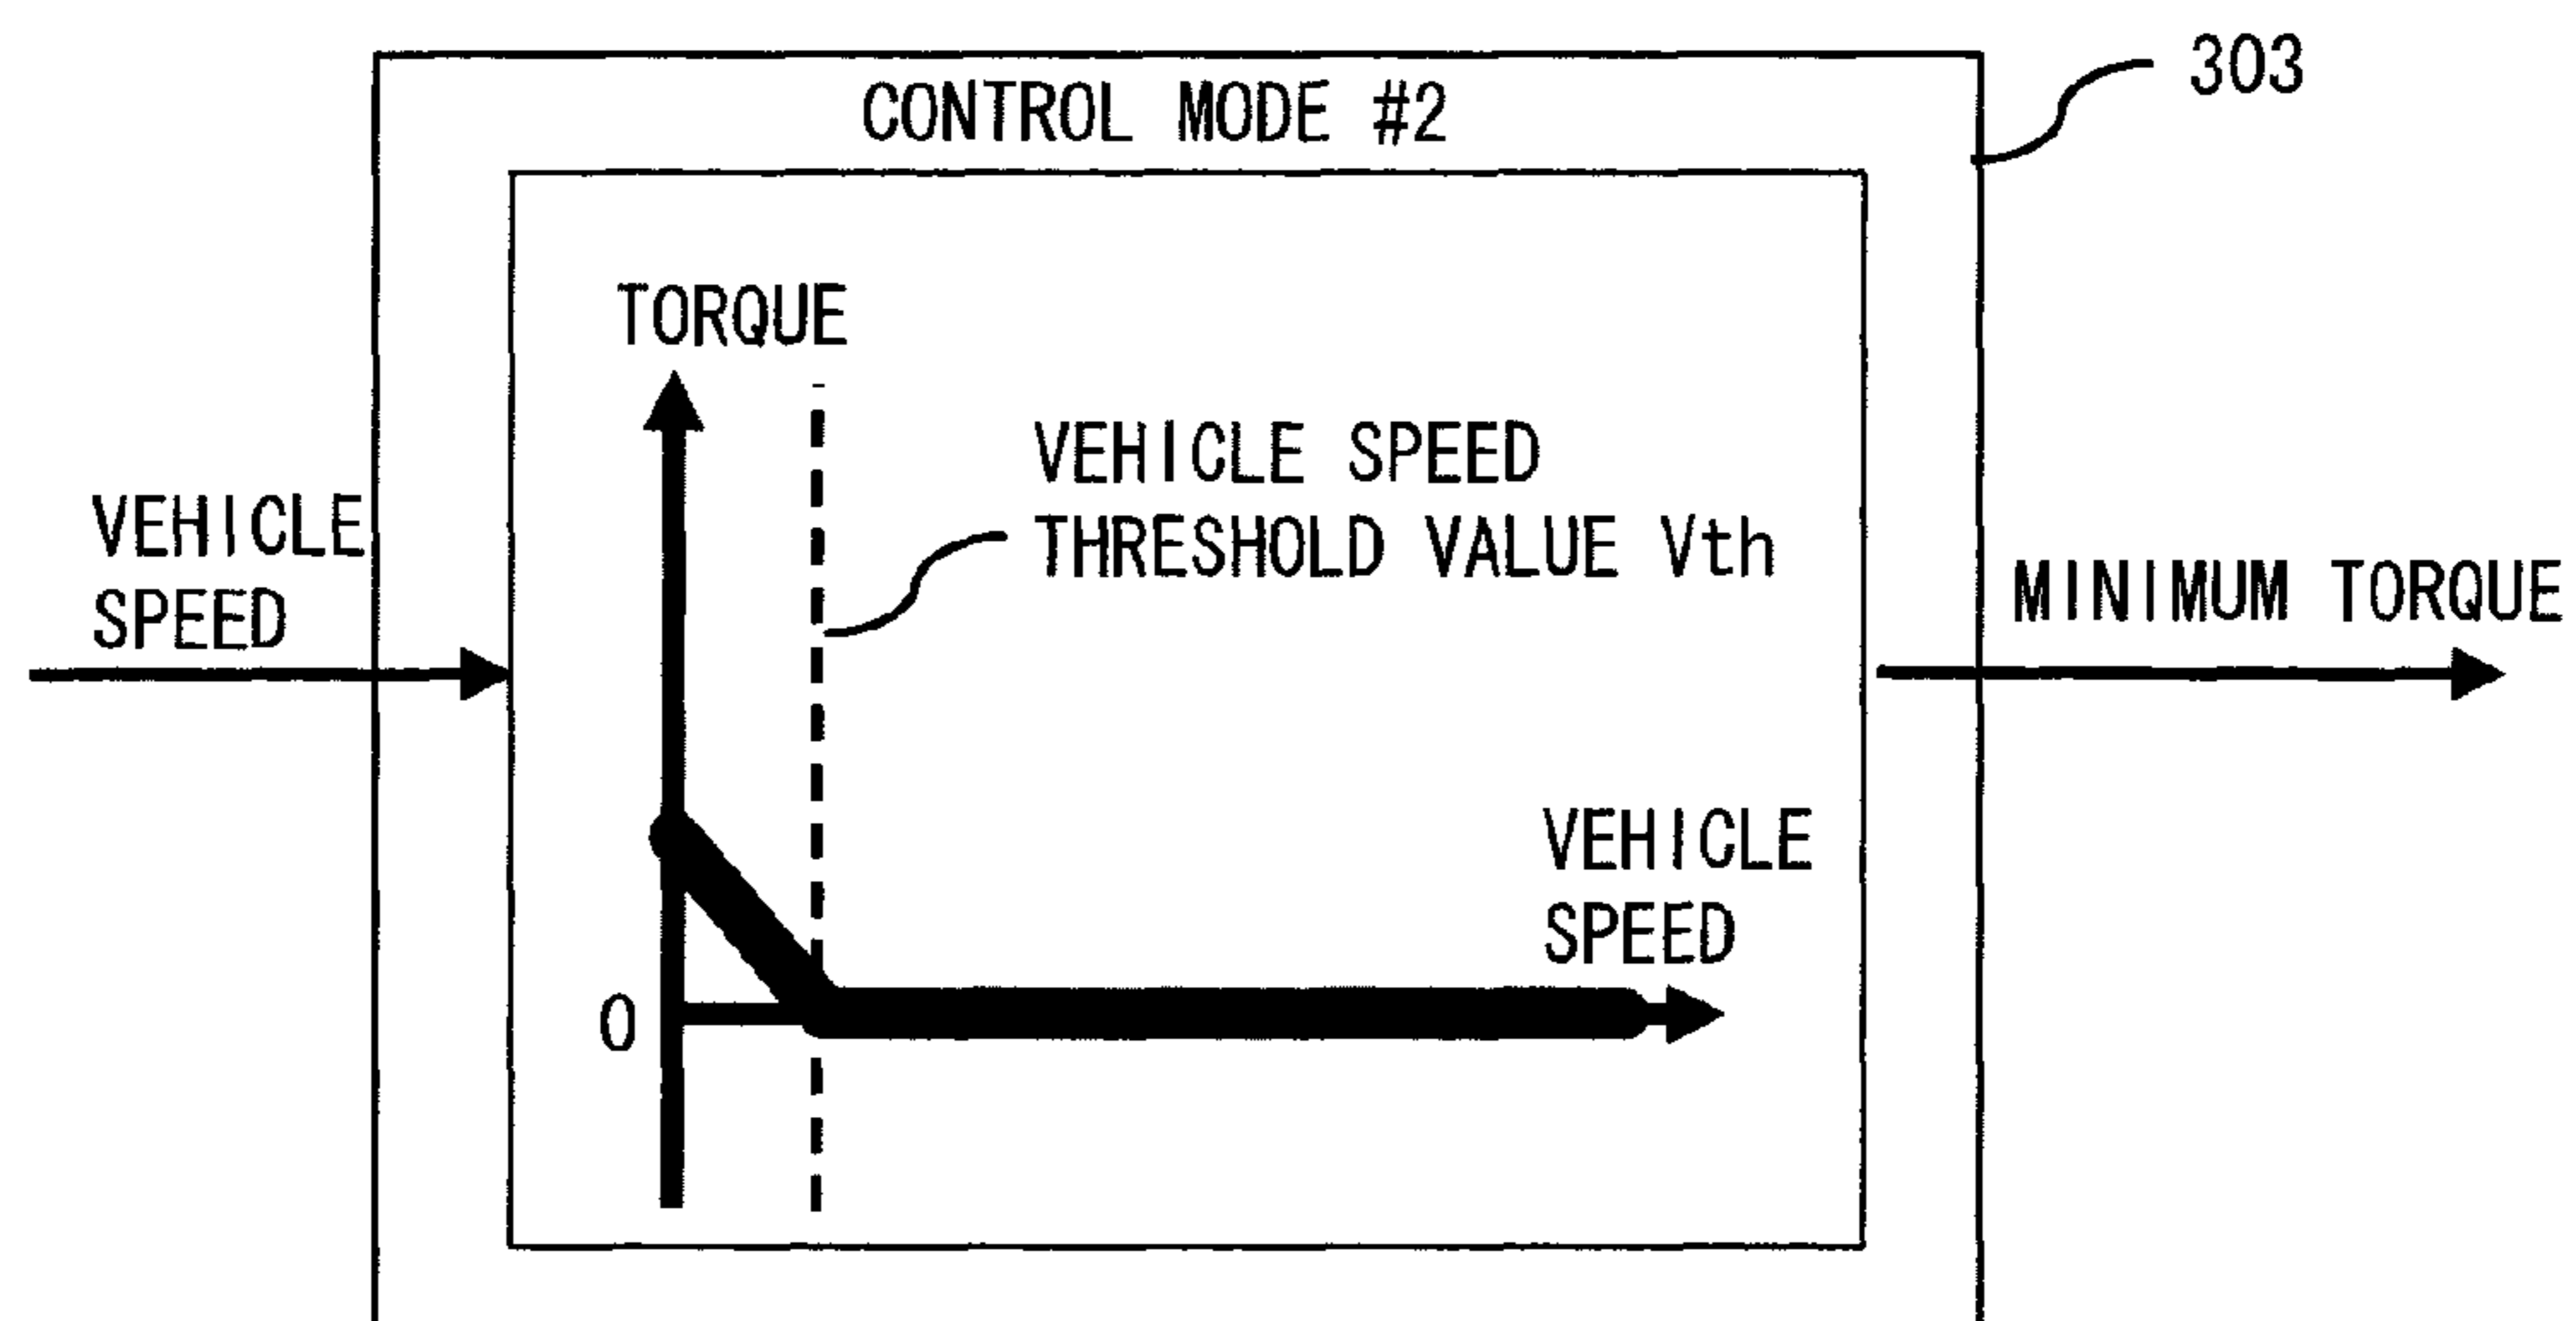 303
CONTROL MODE #2
TORQUE
VEHICLE SPEED
THRESHOLD VALUE Vth
VEHICLE
SPEED
MINIMUM TORQUE
VEHICLE
SPEED
0